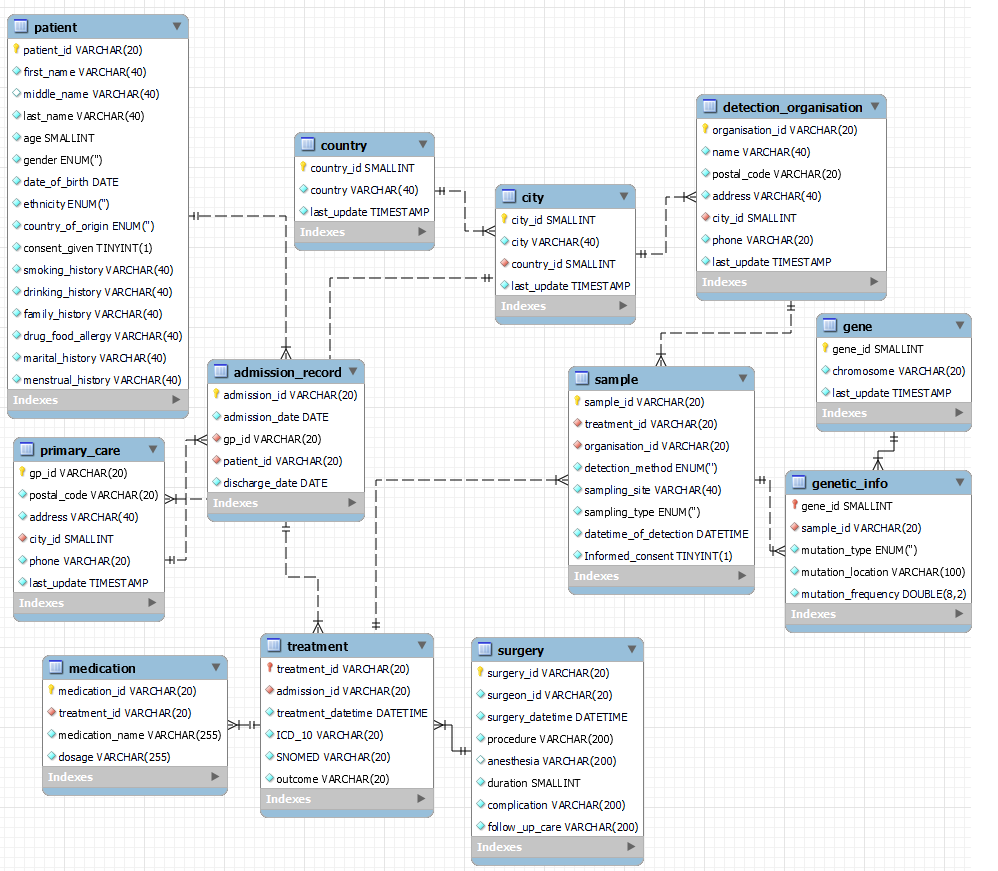 patient
patient_id VARCHAR(20)
first_name VARCHAR(40)
middle_name VARCHAR(40)
last_name VARCHAR(40)
age SMALLINT
gender ENUM('')
date_of_birth DATE
ethnicity ENUM('')
country_of_origin ENUM('')
consent_given TINYINT(1)
smoking_history VARCHAR(40)
drinking_history VARCHAR(40)
family_history VARCHAR(40)
drug_food_allergy VARCHAR(40)
marital_history VARCHAR(40)
menstrual_history VARCHAR(40)
Indexes
country
country_id SMALLINT
country VARCHAR(40)
last_update TIMESTAMP
Indexes
city
city_id SMALLINT
city VARCHAR(40)
country_id SMALLINT
last_update TIMESTAMP
Indexes
detection_organisation
organisation_id VARCHAR(20)
name VARCHAR(40)
postal_code VARCHAR(20)
address VARCHAR(40)
city_id SMALLINT
phone VARCHAR(20)
last_update TIMESTAMP
Indexes
gene
gene_id SMALLINT
chromosome VARCHAR(20)
last_update TIMESTAMP
Indexes
admission_record
admission_id VARCHAR(20)
admission_date DATE
gp_id VARCHAR(20)
patient_id VARCHAR(20)
discharge_date DATE
Indexes
sample
sample_id VARCHAR(20)
treatment_id VARCHAR(20)
organisation_id VARCHAR(20)
detection_method ENUM('')
sampling_site VARCHAR(40)
sampling_type ENUM('')
datetime_of_detection DATETIME
Informed_consent TINYINT(1)
Indexes
primary_care
gp_id VARCHAR(20)
postal_code VARCHAR(20)
address VARCHAR(40)
city_id SMALLINT
phone VARCHAR(20)
last_update TIMESTAMP
Indexes
genetic_info
gene_id SMALLINT
sample_id VARCHAR(20)
mutation_type ENUM('')
mutation_location VARCHAR(100)
mutation_frequency DOUBLE(8,2)
Indexes
medication
medication_id VARCHAR(20)
treatment_id VARCHAR(20)
medication_name VARCHAR(255)
dosage VARCHAR(255)
Indexes
treatment
treatment_id VARCHAR(20)
admission_id VARCHAR(20)
treatment_datetime DATETIME
ICD_10 VARCHAR(20)
SNOMED VARCHAR(20)
outcome VARCHAR(20)
Indexes
surgery
surgery_id VARCHAR(20)
surgeon_id VARCHAR(20)
surgery_datetime DATETIME
procedure VARCHAR(200)
anesthesia VARCHAR(200)
duration SMALLINT
complication VARCHAR(200)
follow_up_care VARCHAR(200)
Indexes